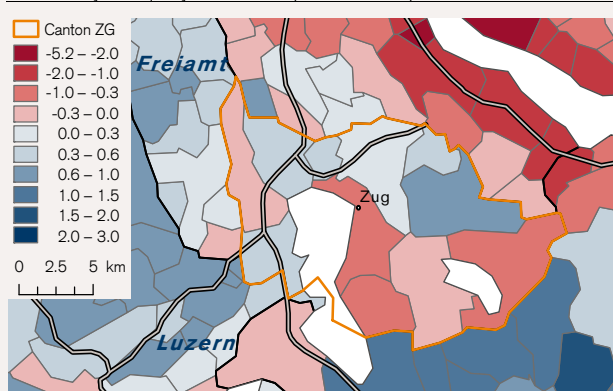 Canton ZG
-5.2 – -2.0
-2.0 – -1.0
-1.0 – -0.3
-0.3 – 0.0
0.0 – 0.3
0.3 – 0.6
0.6 – 1.0
1.0 – 1.5
1.5 – 2.0
2.0 – 3.0
0 2.5 5 km
Freiamt
Zug
Luzern